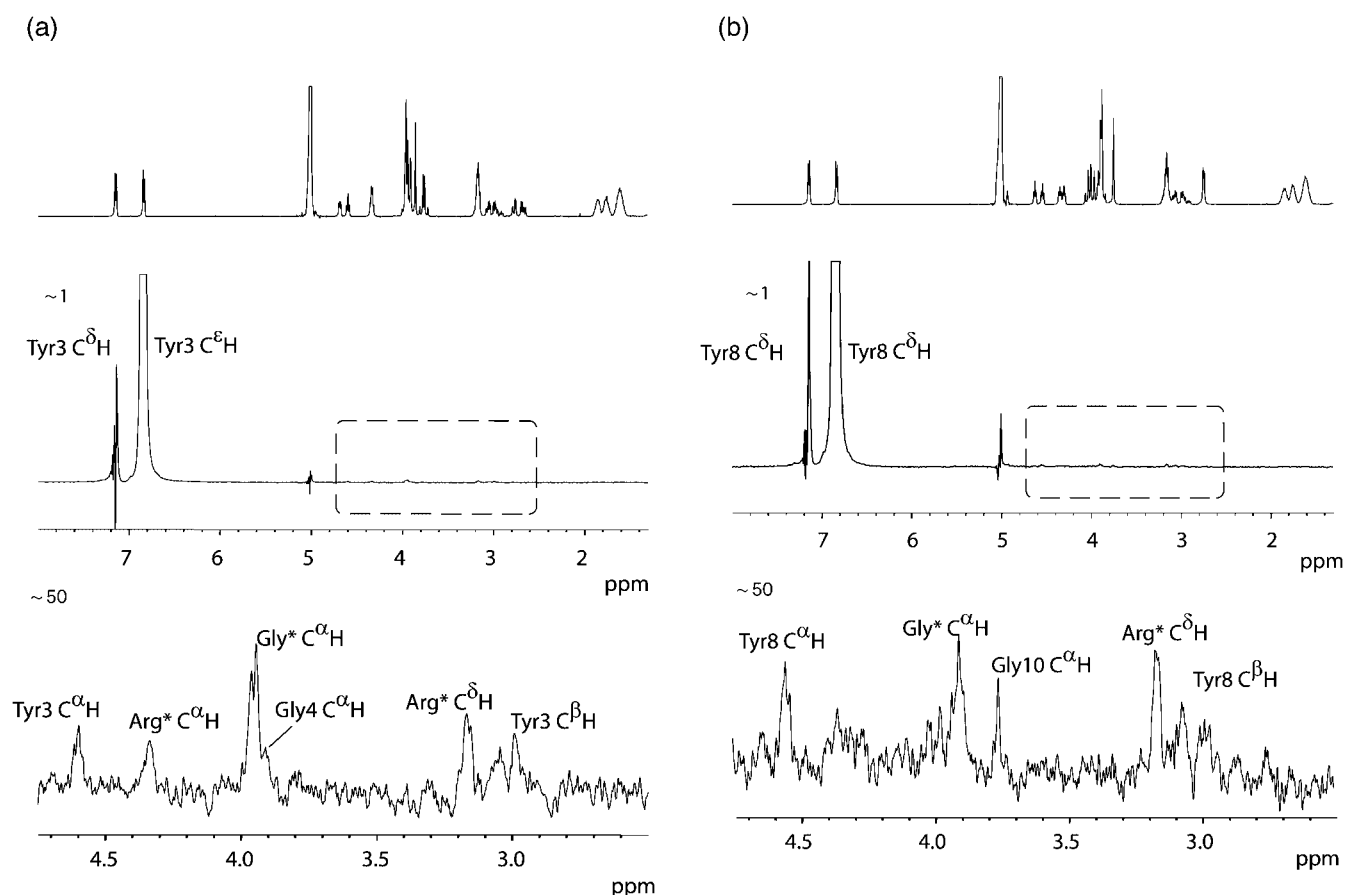 (a)
~1
Tyr3 CδH
Tyr3 CεH
7 6 5 4 3 2
ppm
~50
Tyr3 CαH
Arg* CαH
Gly* CαH
Gly4 CαH
Arg* CδH
Tyr3 CβH
4.5 4.0 3.5 3.0
ppm
(b)
~1
Tyr8 CδH
Tyr8 CδH
7 6 5 4 3 2
ppm
~50
Tyr8 CαH
Gly* CαH
Gly10 CαH
Arg* CδH
Tyr8 CβH
4.5 4.0 3.5 3.0
ppm